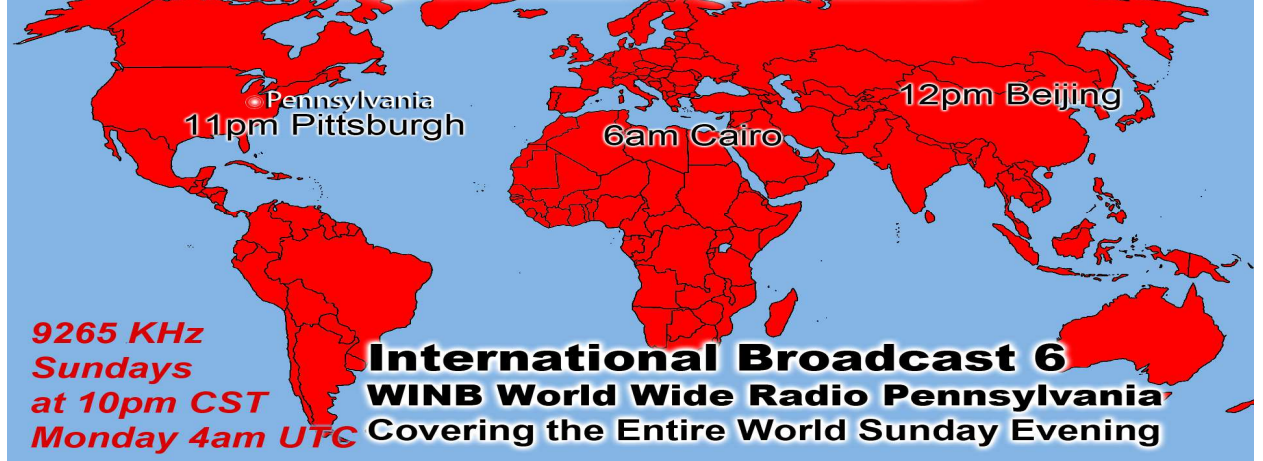 Pennsylvania
11pm Pittsburgh
6am Cairo
12pm Beijing
9265 KHz
Sundays
at 10pm CST
Monday 4am UTC
International Broadcast 6
WINB World Wide Radio Pennsylvania
Covering the Entire World Sunday Evening